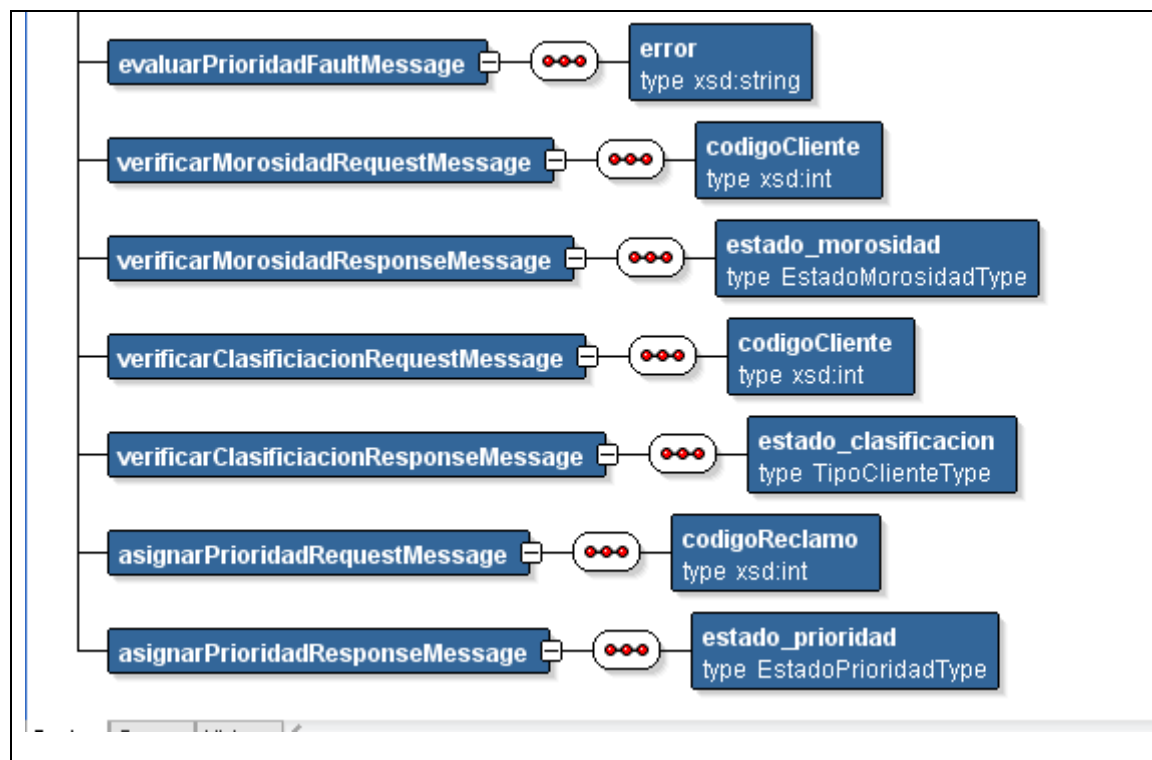 evaluarPrioridadFaultMessage
error
type xsd:string
verificarMorosidadRequestMessage
codigoCliente
type xsd:int
verificarMorosidadResponseMessage
estado_morosidad
type EstadoMorosidadType
verificarClasificiacionRequestMessage
codigoCliente
type xsd:int
verificarClasificiacionResponseMessage
estado_clasificacion
type TipoClienteType
asignarPrioridadRequestMessage
codigoReclamo
type xsd:int
asignarPrioridadResponseMessage
estado_prioridad
type EstadoPrioridadType